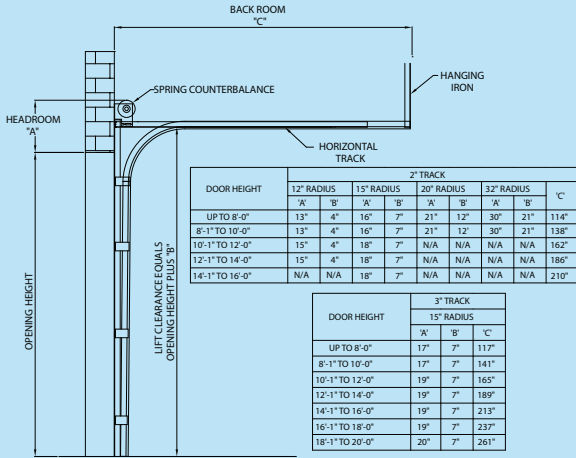 BACK ROOM
"C"
SPRING COUNTERBALANCE
HANGING
IRON
HEADROOM
"A"
HORIZONTAL
TRACK
OPENING HEIGHT
LIFT CLEARANCE EQUALS
OPENING HEIGHT PLUS "B"
DOOR HEIGHT 2" TRACK
12" RADIUS 15" RADIUS 20" RADIUS 32" RADIUS 'C'
'A' 'B' 'A' 'B' 'A' 'B' 'A' 'B'
UP TO 8'-0" 13" 4" 16" 7" 21" 12" 30" 21" 114"
8'-1" TO 10'-0" 13" 4" 16" 7" 21" 12' 30" 21" 138"
10'-1" TO 12'-0" 15" 4" 18" 7" N/A N/A N/A N/A 162"
12'-1" TO 14'-0" 15" 4" 18" 7" N/A N/A N/A N/A 186"
14'-1" TO 16'-0" N/A N/A 18" 7" N/A N/A N/A N/A 210"
DOOR HEIGHT 3" TRACK
15" RADIUS
'A' 'B' 'C'
UP TO 8'-0" 17" 7" 117"
8'-1" TO 10'-0" 17" 7" 141"
10'-1" TO 12'-0" 19" 7" 165"
12'-1" TO 14'-0" 19" 7" 189"
14'-1" TO 16'-0" 19" 7" 213"
16'-1" TO 18'-0" 19" 7" 237"
18'-1" TO 20'-0" 20" 7" 261"